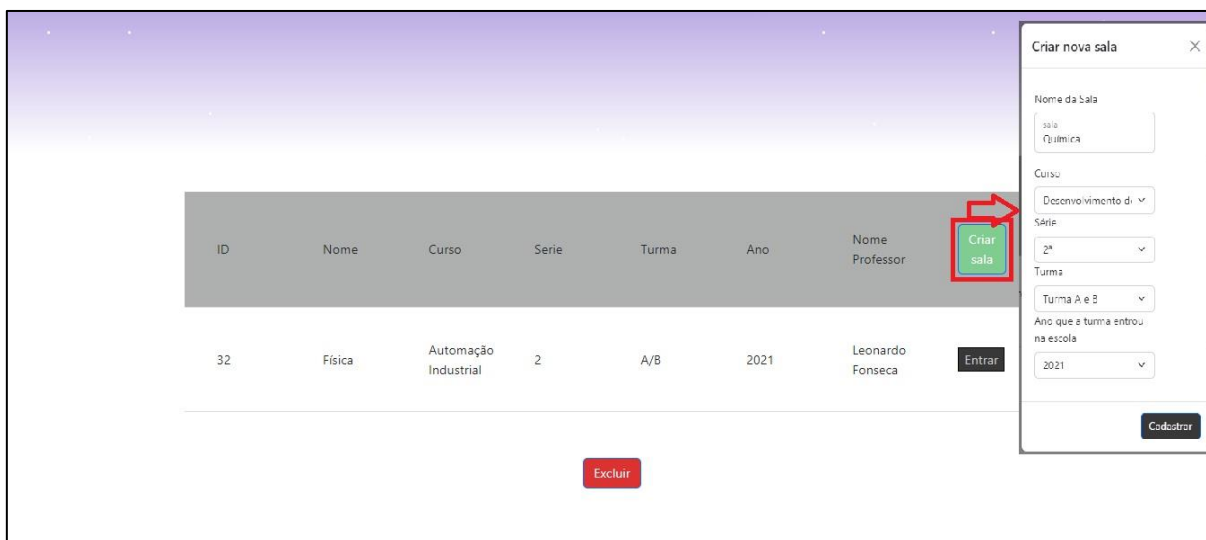 ID Nome Curso Serie Turma Ano Nome Professor Criar sala
32 Física Automação Industrial 2 A/B 2021 Leonardo Fonseca Entrar
Excluir
Criar nova sala
Nome da Sala
sala
Química
Curso
Desenvolvimento d
Série
2ª
Turma
Turma A e B
Ano que a turma entrou
na escola
2021
Cadastrar